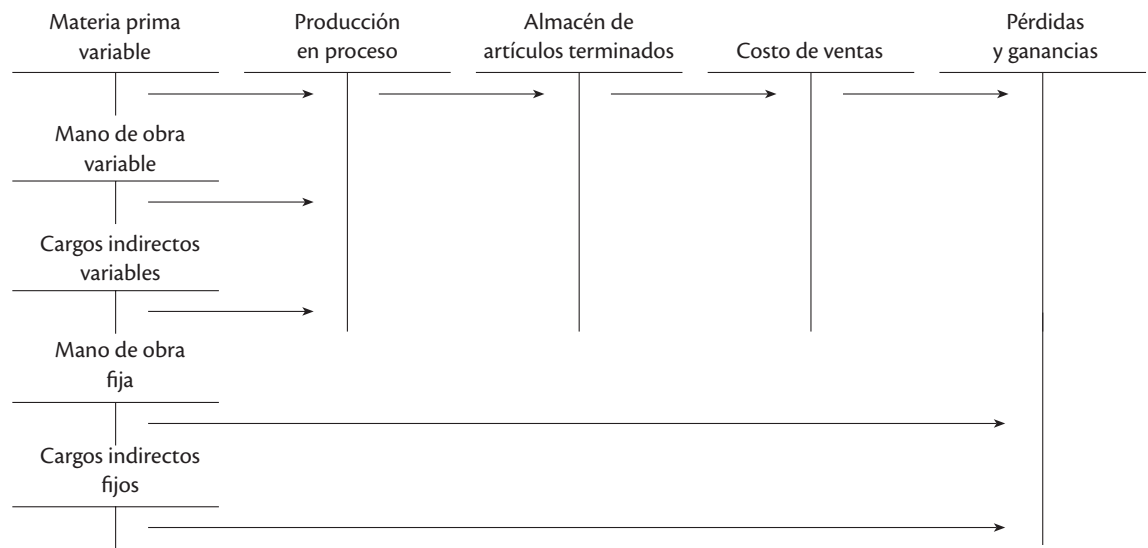 Materia prima
variable
Producción
en proceso
Almacén de
artículos terminados
Costo de ventas
Pérdidas
y ganancias
Mano de obra
variable
Cargos indirectos
variables
Mano de obra
fija
Cargos indirectos
fijos